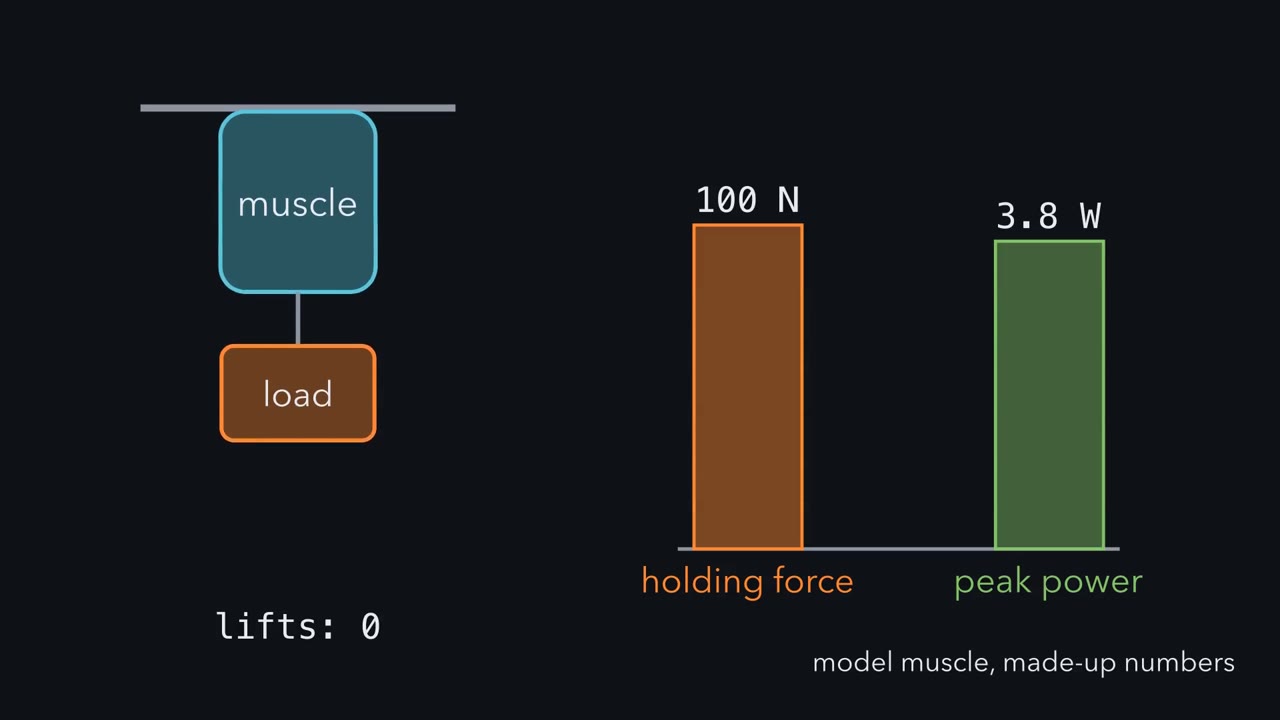 muscle
load
lifts: 0
100 N
3.8 W
holding force
peak power
model muscle, made-up numbers